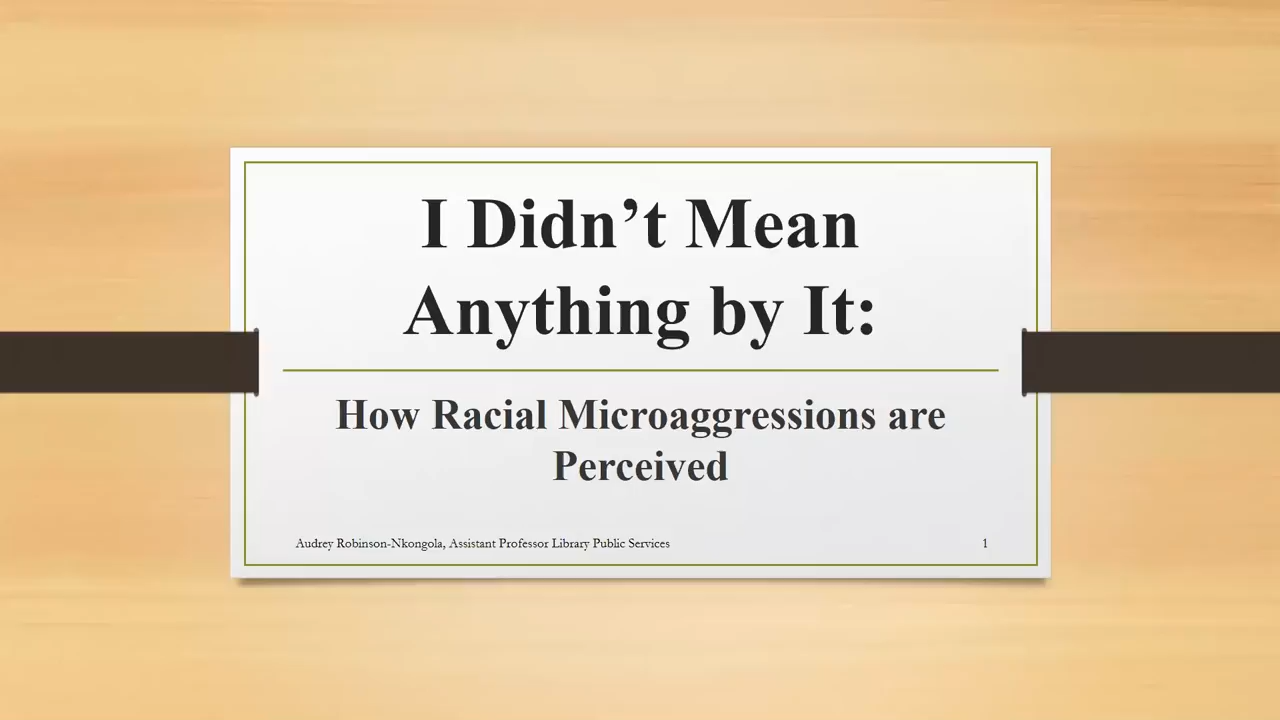 I Didn’t Mean
Anything by It:
How Racial Microaggressions are
Perceived
Audrey Robinson-Nkongola, Assistant Professor Library Public Services
1